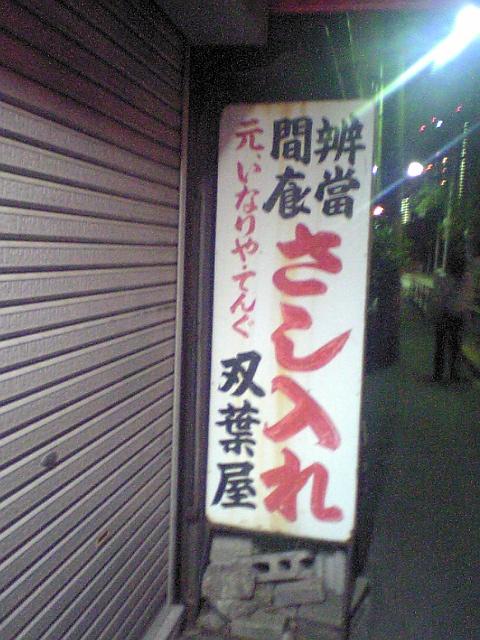 辨當
間食
さし入れ
元、いなりや・てんぐ
双葉屋